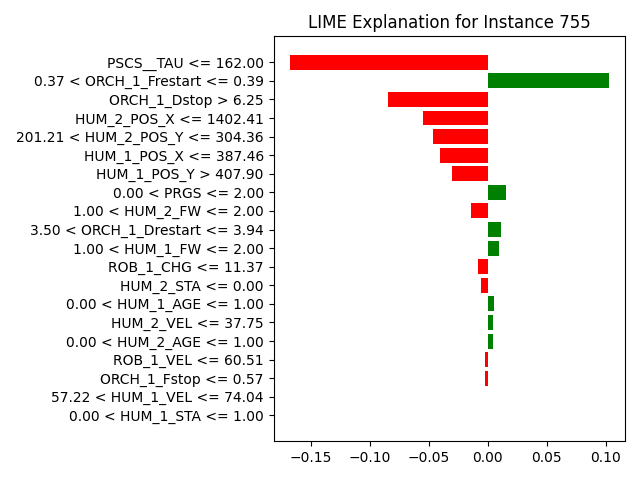 LIME Explanation for Instance 755
PSCS__TAU <= 162.00
0.37 < ORCH_1_Frestart <= 0.39
ORCH_1_Dstop > 6.25
HUM_2_POS_X <= 1402.41
201.21 < HUM_2_POS_Y <= 304.36
HUM_1_POS_X <= 387.46
HUM_1_POS_Y > 407.90
0.00 < PRGS <= 2.00
1.00 < HUM_2_FW <= 2.00
3.50 < ORCH_1_Drestart <= 3.94
1.00 < HUM_1_FW <= 2.00
ROB_1_CHG <= 11.37
HUM_2_STA <= 0.00
0.00 < HUM_1_AGE <= 1.00
HUM_2_VEL <= 37.75
0.00 < HUM_2_AGE <= 1.00
ROB_1_VEL <= 60.51
ORCH_1_Fstop <= 0.57
57.22 < HUM_1_VEL <= 74.04
0.00 < HUM_1_STA <= 1.00
−0.15 −0.10 −0.05 0.00 0.05 0.10